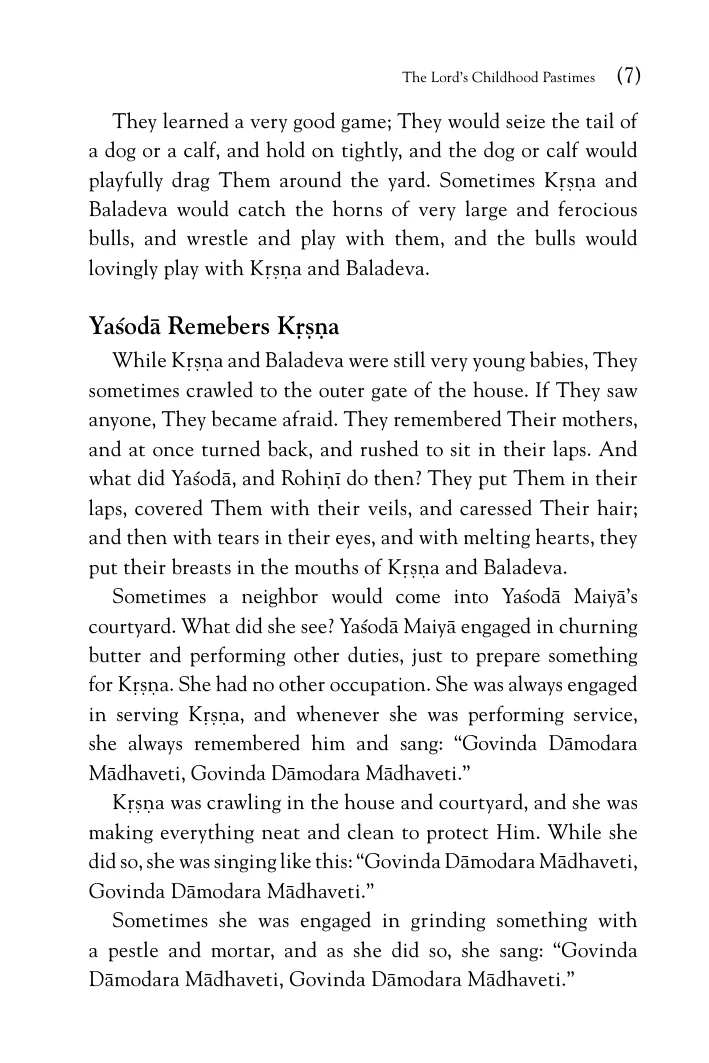 The Lord's Childhood Pastimes (7)
They learned a very good game; They would seize the tail of
a dog or a calf, and hold on tightly, and the dog or calf would
playfully drag Them around the yard. Sometimes Kṛṣṇa and
Baladeva would catch the horns of very large and ferocious
bulls, and wrestle and play with them, and the bulls would
lovingly play with Kṛṣṇa and Baladeva.
Yaśodā Remebers Kṛṣṇa
While Kṛṣṇa and Baladeva were still very young babies, They
sometimes crawled to the outer gate of the house. If They saw
anyone, They became afraid. They remembered Their mothers,
and at once turned back, and rushed to sit in their laps. And
what did Yaśodā, and Rohiṇī do then? They put Them in their
laps, covered Them with their veils, and caressed Their hair;
and then with tears in their eyes, and with melting hearts, they
put their breasts in the mouths of Kṛṣṇa and Baladeva.
Sometimes a neighbor would come into Yaśodā Maiyā's
courtyard. What did she see? Yaśodā Maiyā engaged in churning
butter and performing other duties, just to prepare something
for Kṛṣṇa. She had no other occupation. She was always engaged
in serving Kṛṣṇa, and whenever she was performing service,
she always remembered him and sang: “Govinda Dāmodara
Mādhaveti, Govinda Dāmodara Mādhaveti.”
Kṛṣṇa was crawling in the house and courtyard, and she was
making everything neat and clean to protect Him. While she
did so, she was singing like this: “Govinda Dāmodara Mādhaveti,
Govinda Dāmodara Mādhaveti.”
Sometimes she was engaged in grinding something with
a pestle and mortar, and as she did so, she sang: “Govinda
Dāmodara Mādhaveti, Govinda Dāmodara Mādhaveti.”